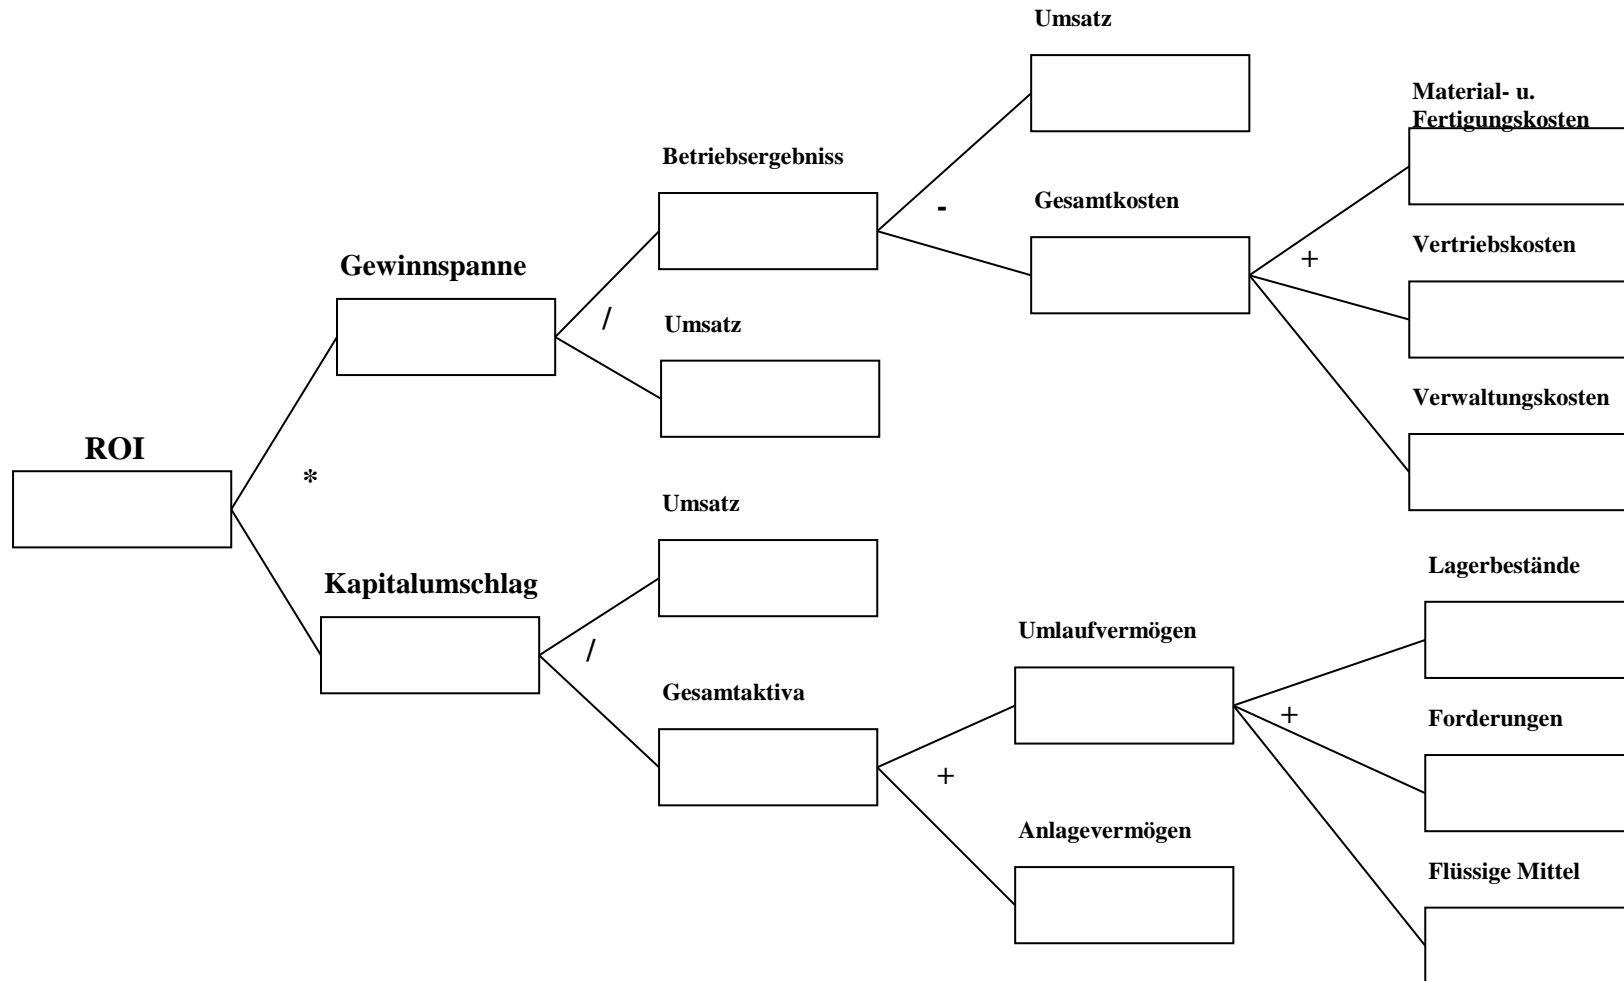 Umsatz
Material- u.
Fertigungskosten
Betriebsergebniss
-
Gesamtkosten
Vertriebskosten
+
Gewinnspanne
/
Umsatz
Verwaltungskosten
ROI
*
Umsatz
Lagerbestände
Kapitalumschlag
Umlaufvermögen
/
Gesamtaktiva
+
Forderungen
+
Anlagevermögen
Flüssige Mittel